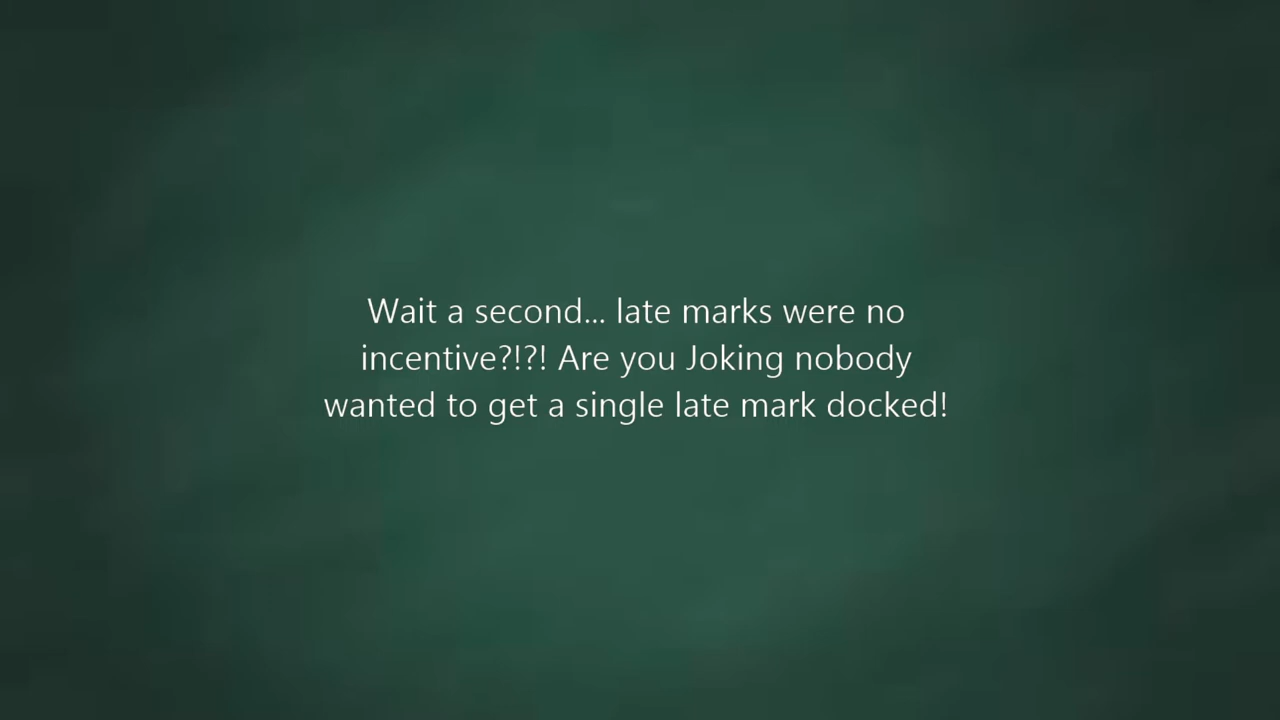 Wait a second... late marks were no
incentive?!?! Are you Joking nobody
wanted to get a single late mark docked!